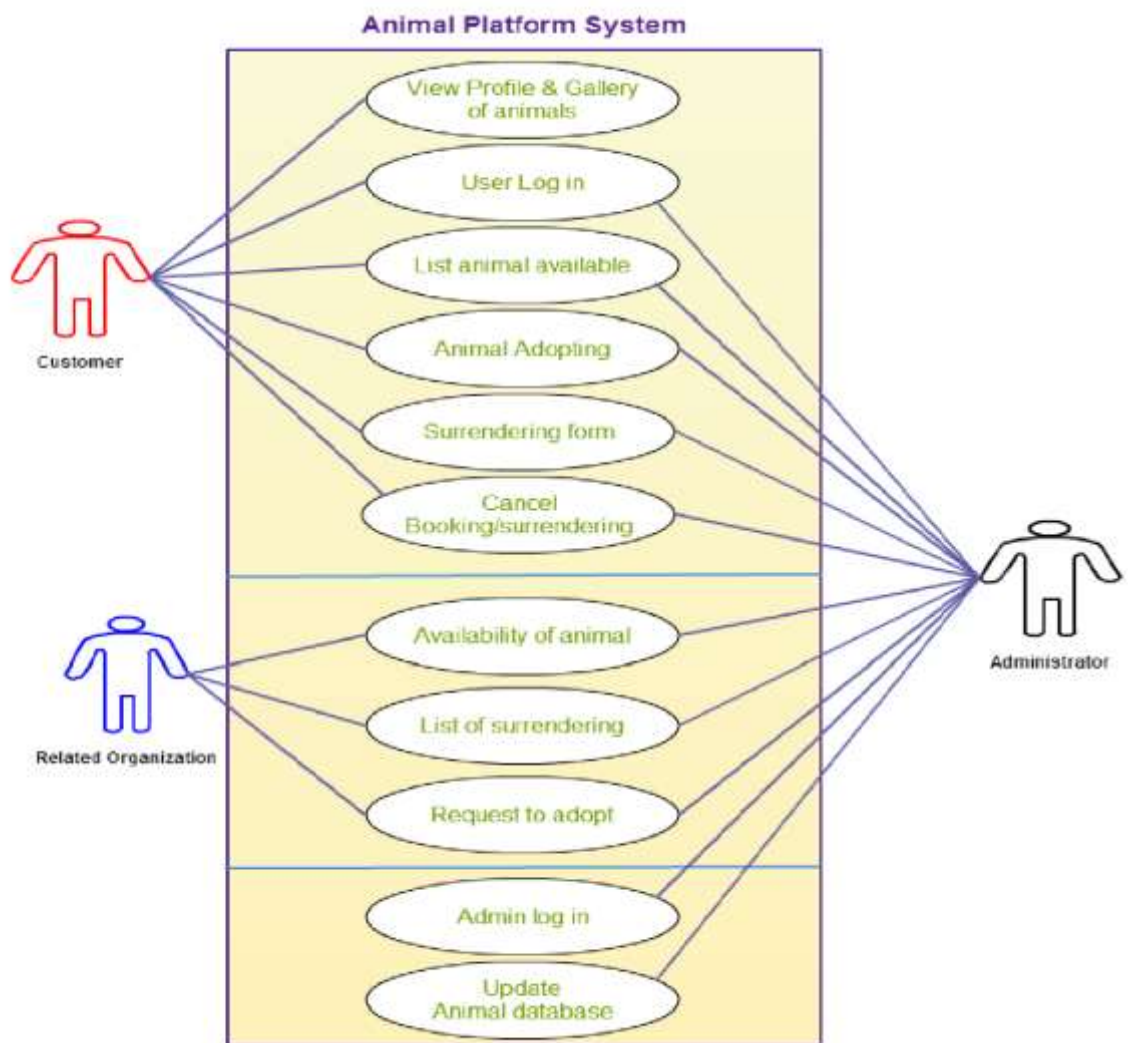 Animal Platform System
View Profile & Gallery
of animals
User Log in
List animal available
Animal Adopting
Customer
Surrendering form
Cancel
Booking/surrendering
Availability of animal
Administrator
List of surrendering
Related Organization
Request to adopt
Admin log in
Update
Animal database